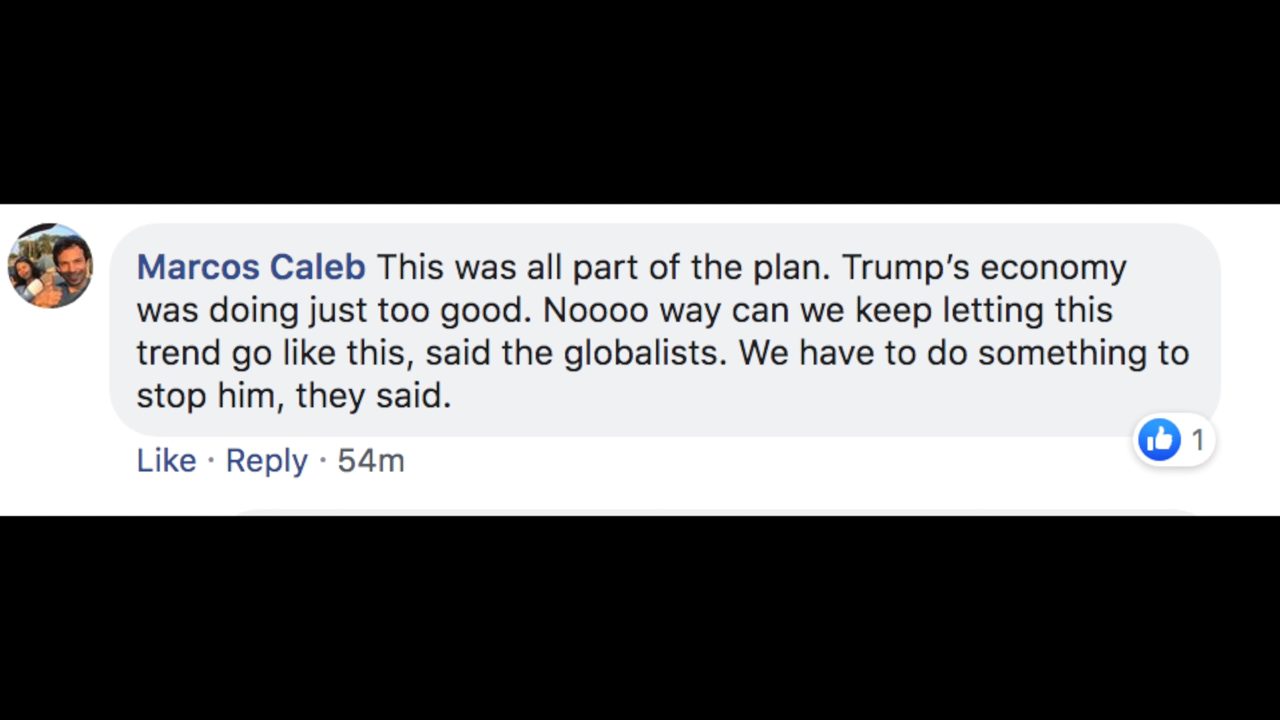 Marcos Caleb This was all part of the plan. Trump’s economy
was doing just too good. Noooo way can we keep letting this
trend go like this, said the globalists. We have to do something to
stop him, they said.
Like · Reply · 54m
1